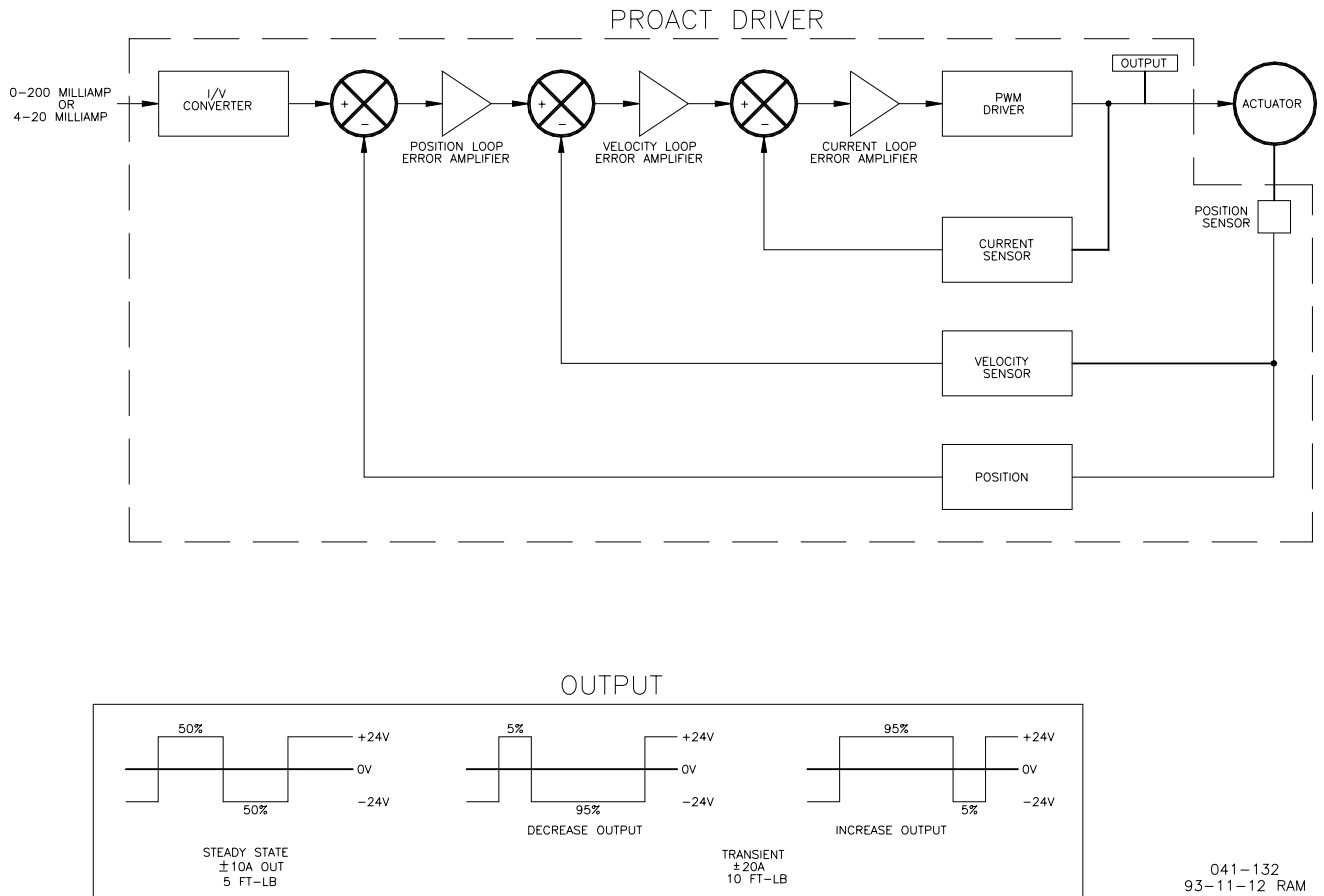 PROACT DRIVER
0-200 MILLIAMP
OR
4-20 MILLIAMP
I/V
CONVERTER
+
-
POSITION LOOP
ERROR AMPLIFIER
+
-
VELOCITY LOOP
ERROR AMPLIFIER
+
-
CURRENT LOOP
ERROR AMPLIFIER
PWM
DRIVER
OUTPUT
ACTUATOR
POSITION
SENSOR
CURRENT
SENSOR
VELOCITY
SENSOR
POSITION
OUTPUT
50%
+24V
0V
-24V
50%
STEADY STATE
±10A OUT
5 FT-LB
5%
+24V
0V
-24V
95%
DECREASE OUTPUT
95%
+24V
0V
-24V
5%
INCREASE OUTPUT
TRANSIENT
±20A
10 FT-LB
041-132
93-11-12 RAM